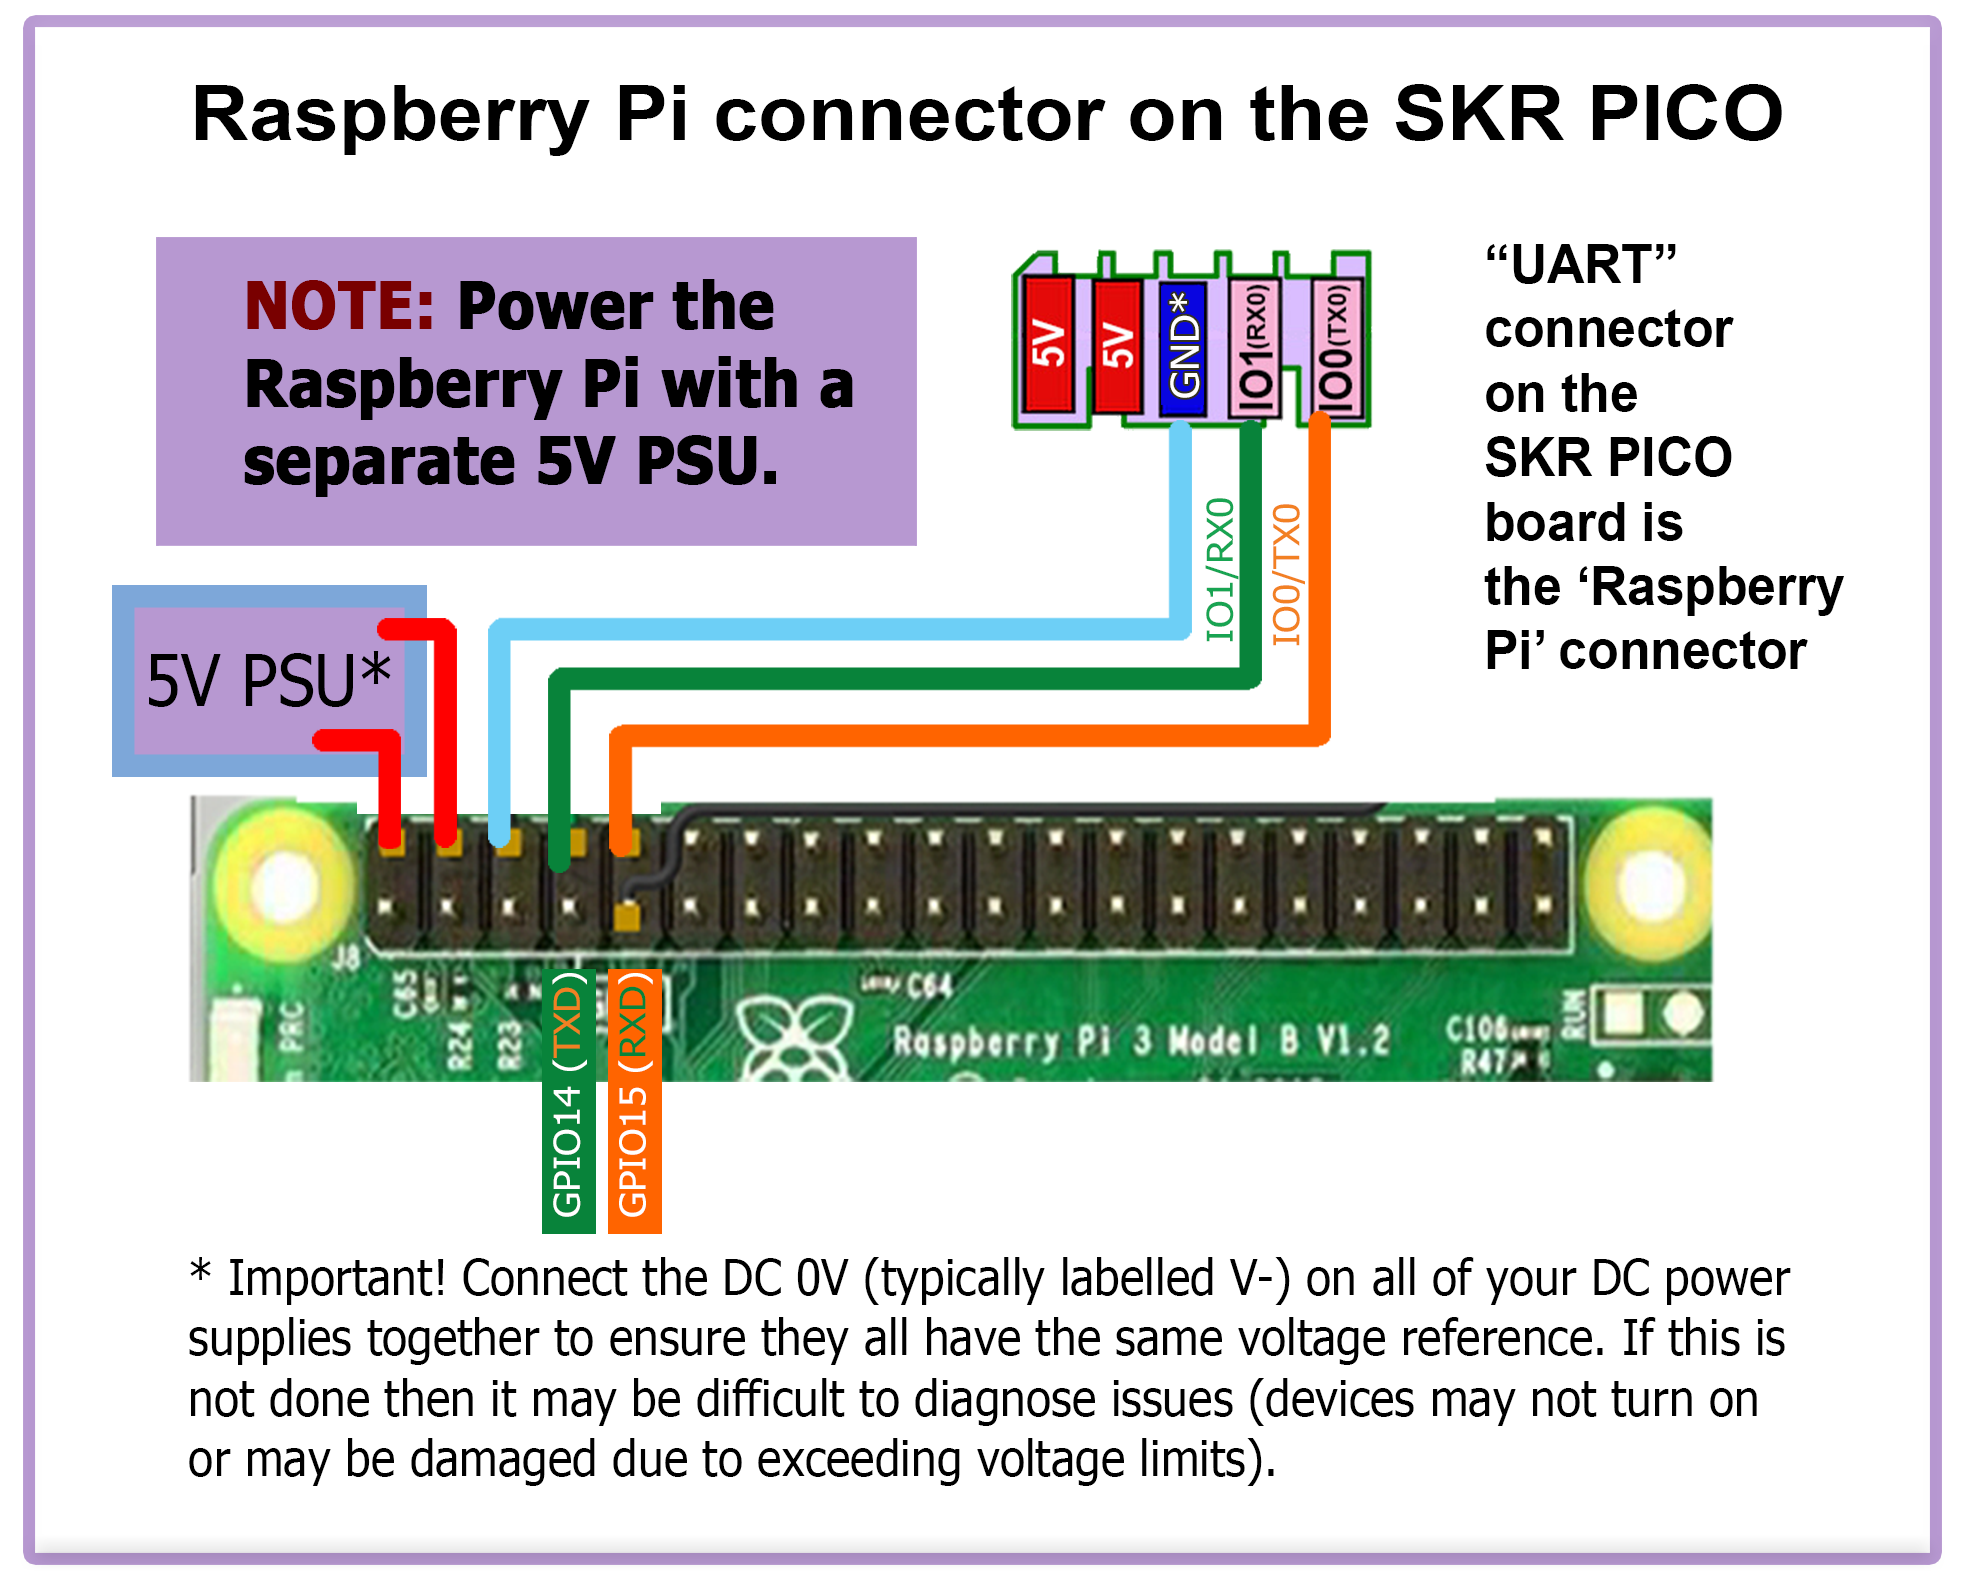 Raspberry Pi connector on the SKR PICO
NOTE: Power the
Raspberry Pi with a
separate 5V PSU.
5V
5V
GND*
IO1(RX0)
IO0(TX0)
“UART”
connector
on the
SKR PICO
board is
the ‘Raspberry
Pi’ connector
IO1/RX0
IO0/TX0
5V PSU*
J8
C65
R24
R23
PRC
C64
Raspberry Pi 3 Model B V1.2
C106
R47
RUN
GPIO14 (TXD)
GPIO15 (RXD)
* Important! Connect the DC 0V (typically labelled V-) on all of your DC power
supplies together to ensure they all have the same voltage reference. If this is
not done then it may be difficult to diagnose issues (devices may not turn on
or may be damaged due to exceeding voltage limits).